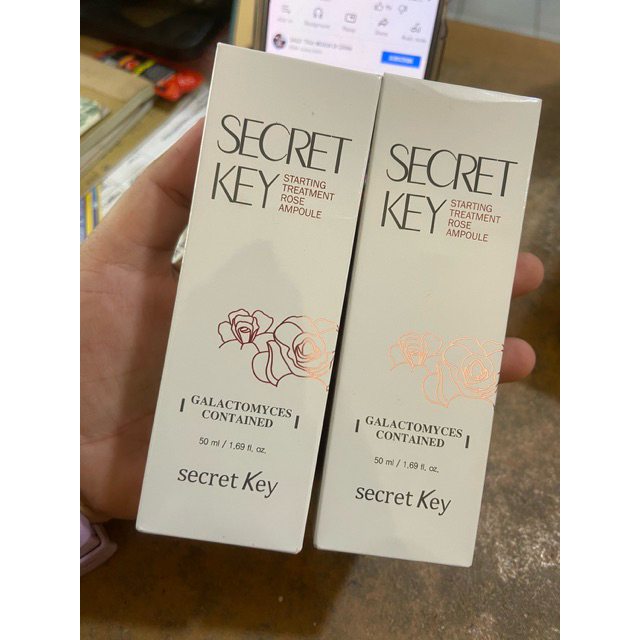 SUBSCRIBE
SECRET
KEY
STARTING
TREATMENT
ROSE
AMPOULE
GALACTOMYCES
CONTAINED
50 ml / 1.69 fl. oz.
secret Key
SECRET
KEY
STARTING
TREATMENT
ROSE
AMPOULE
GALACTOMYCES
CONTAINED
50 ml / 1.69 fl. oz.
secret Key